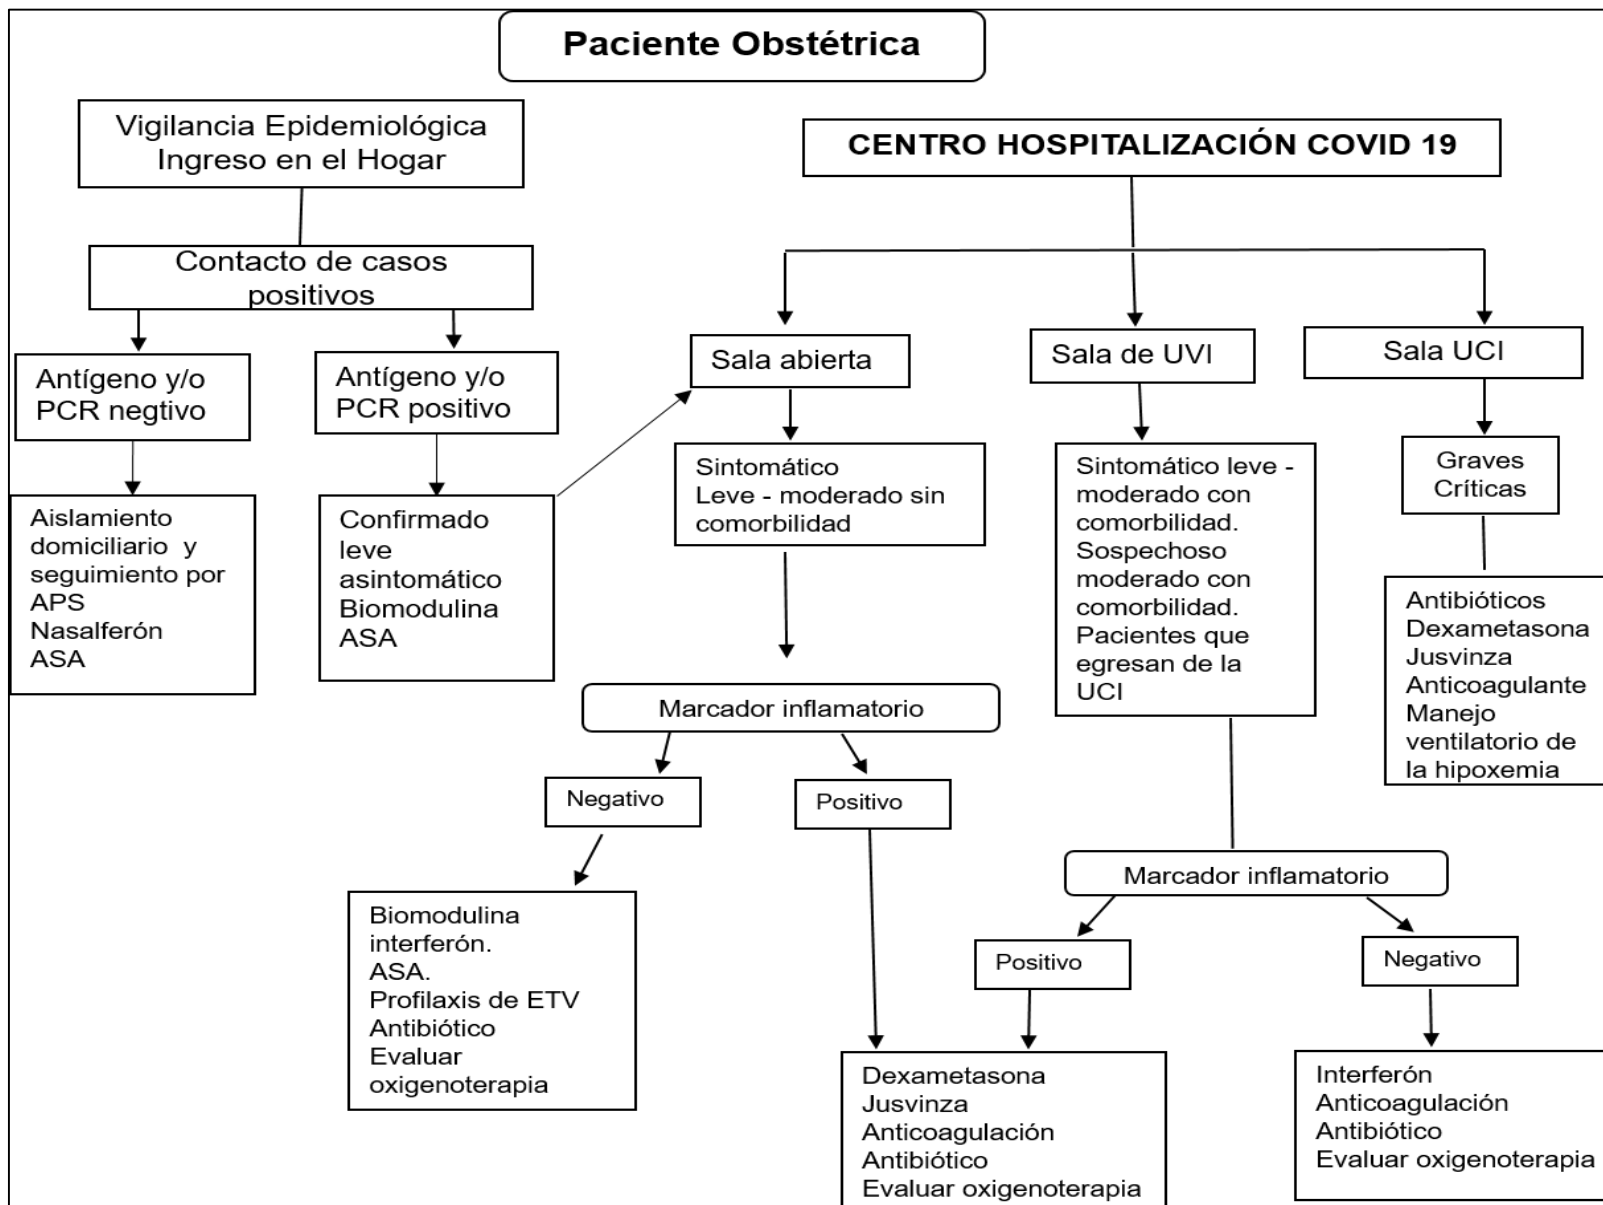 Paciente Obstétrica
Vigilancia Epidemiológica
Ingreso en el Hogar
CENTRO HOSPITALIZACIÓN COVID 19
Contacto de casos
positivos
Antígeno y/o
PCR negtivo
Antígeno y/o
PCR positivo
Sala abierta
Sala de UVI
Sala UCI
Aislamiento
domiciliario y
seguimiento por
APS
Nasalferón
ASA
Confirmado
leve
asintomático
Biomodulina
ASA
Sintomático
Leve - moderado sin
comorbilidad
Sintomático leve -
moderado con
comorbilidad.
Sospechoso
moderado con
comorbilidad.
Pacientes que
egresan de la
UCI
Graves
Críticas
Antibióticos
Dexametasona
Jusvinza
Anticoagulante
Manejo
ventilatorio de
la hipoxemia
Marcador inflamatorio
Negativo
Positivo
Biomodulina
interferón.
ASA.
Profilaxis de ETV
Antibiótico
Evaluar
oxigenoterapia
Marcador inflamatorio
Positivo
Negativo
Dexametasona
Jusvinza
Anticoagulación
Antibiótico
Evaluar oxigenoterapia
Interferón
Anticoagulación
Antibiótico
Evaluar oxigenoterapia